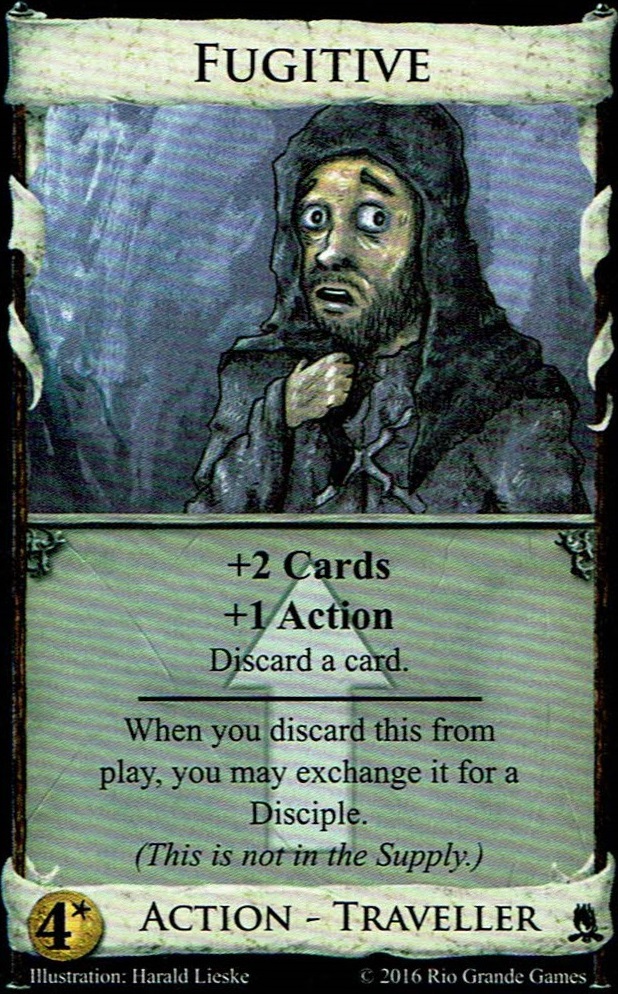 FUGITIVE
+2 Cards
+1 Action
Discard a card.
When you discard this from
play, you may exchange it for a
Disciple.
(This is not in the Supply.)
4* ACTION - TRAVELLER
Illustration: Harald Lieske © 2016 Rio Grande Games